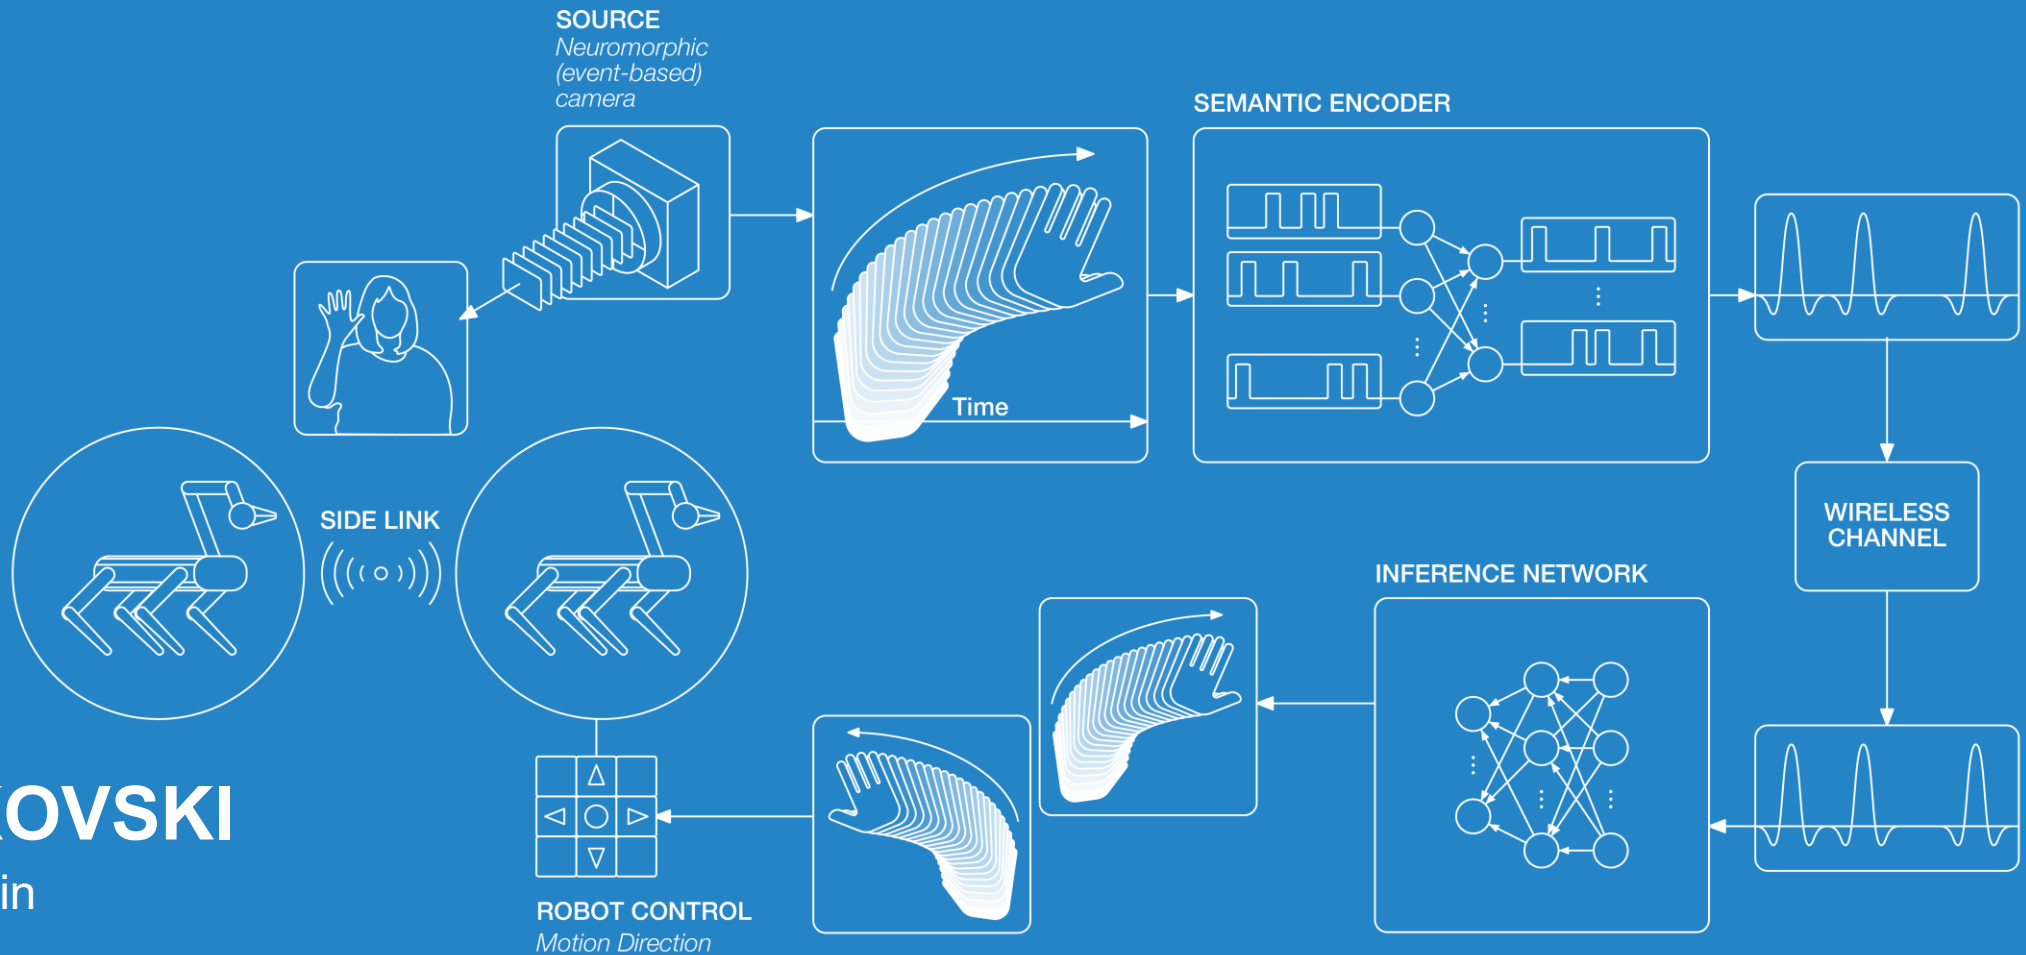 SOURCE
Neuromorphic
(event-based)
camera
SEMANTIC ENCODER
Time
SIDE LINK
WIRELESS
CHANNEL
INFERENCE NETWORK
KOVSKI
in
ROBOT CONTROL
Motion Direction